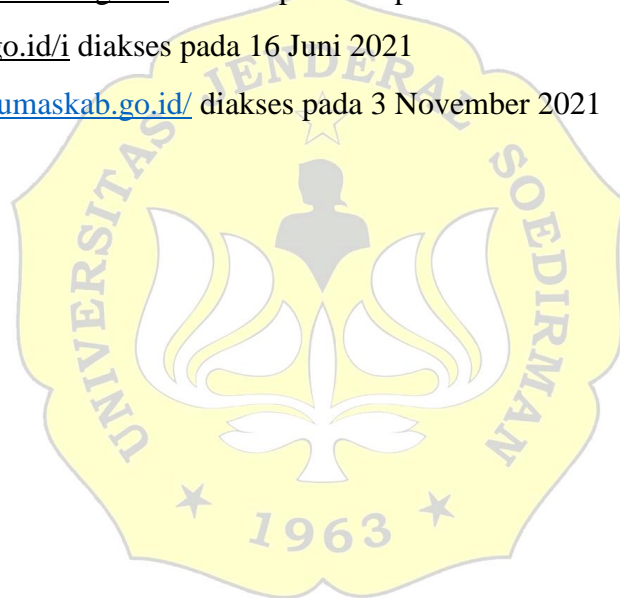 go.id/i diakses pada 16 Juni 2021
umaskab.go.id/ diakses pada 3 November 2021
UNIVERSITAS JENDERAL SOEDIRMAN
1963